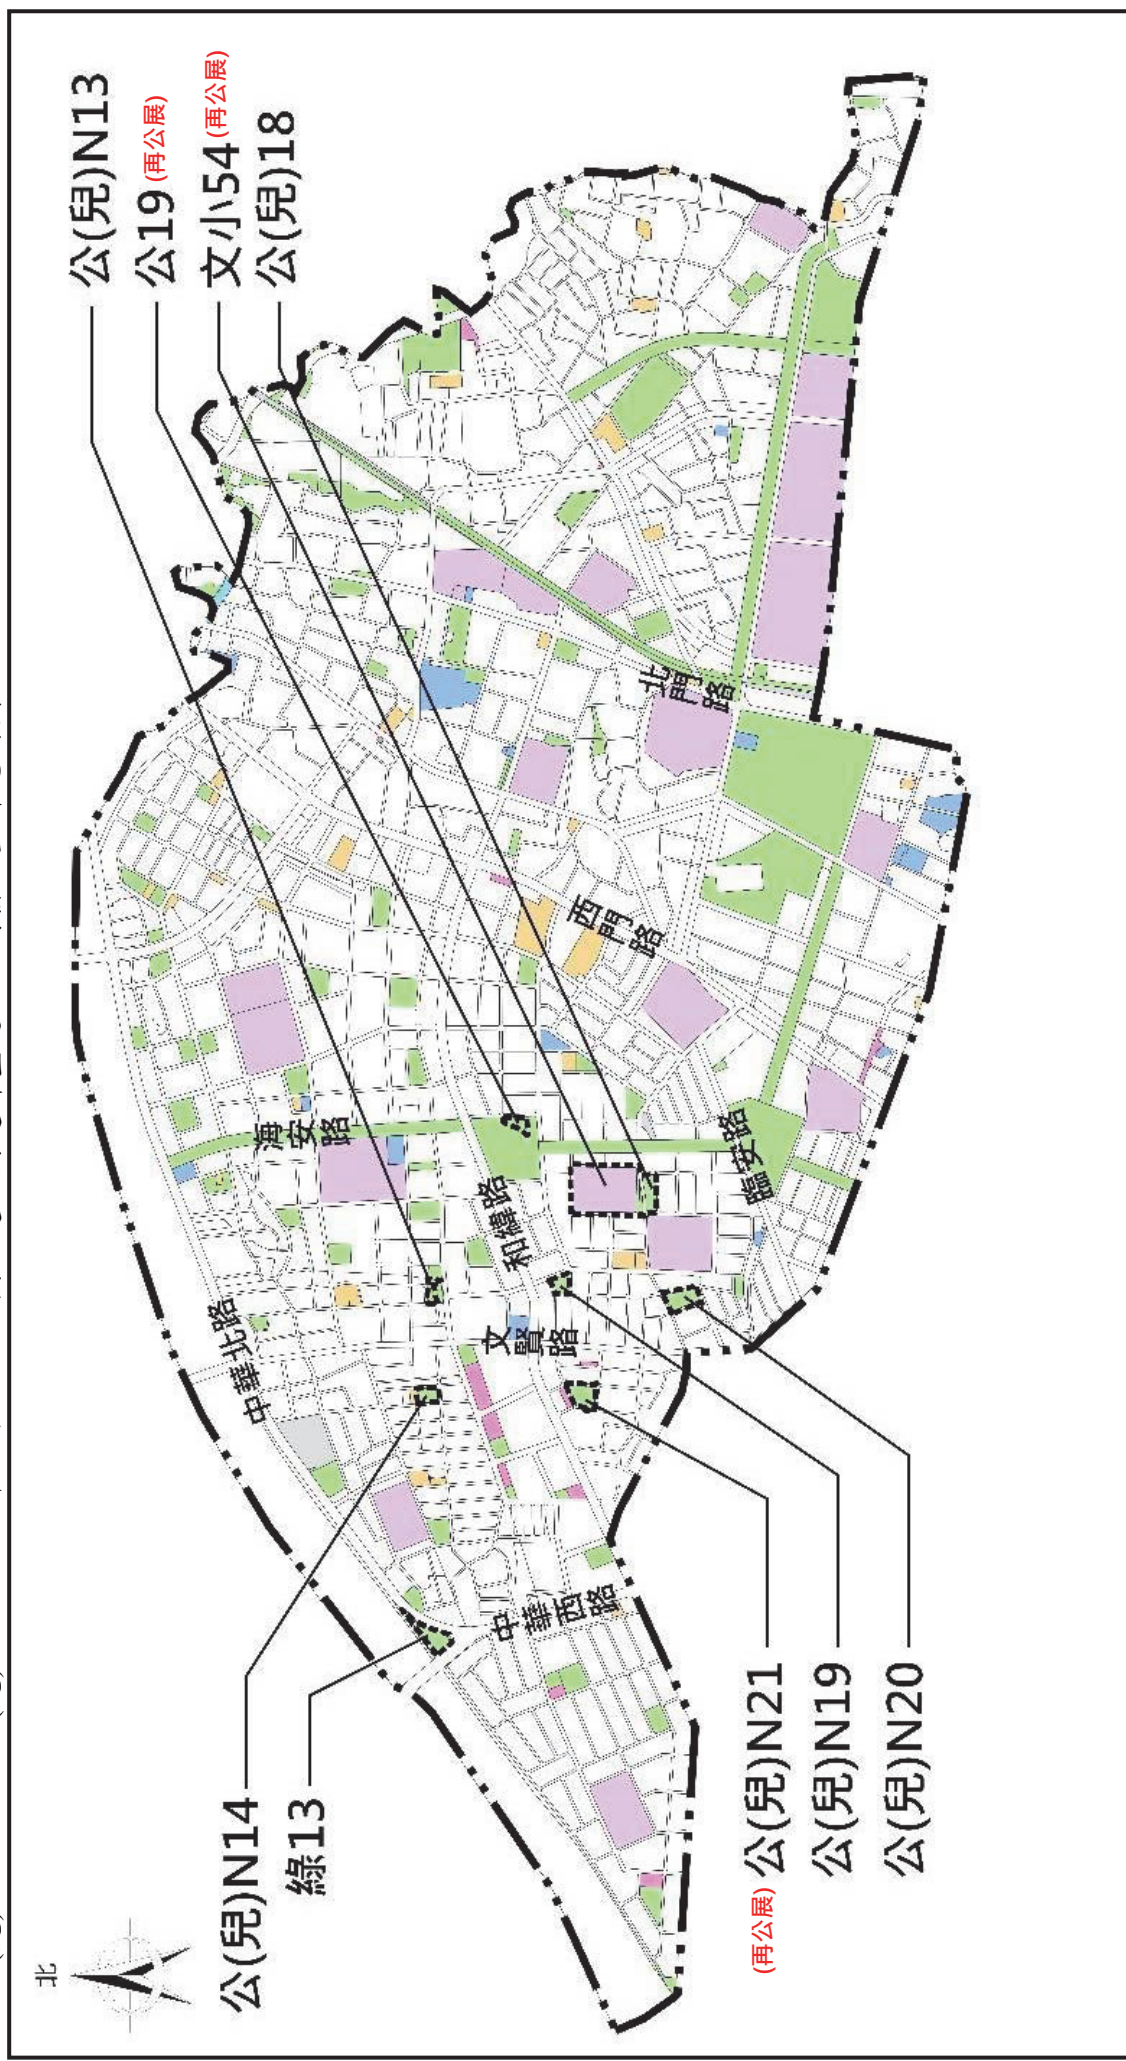 北
公(兒)N13
公19(再公展)
文小54(再公展)
公(兒)18
公(兒)N14
綠13
中華北路
海安路
和緯路
文賢路
中華西路
西門路
北門路
臨安路
(再公展) 公(兒)N21
公(兒)N19
公(兒)N20